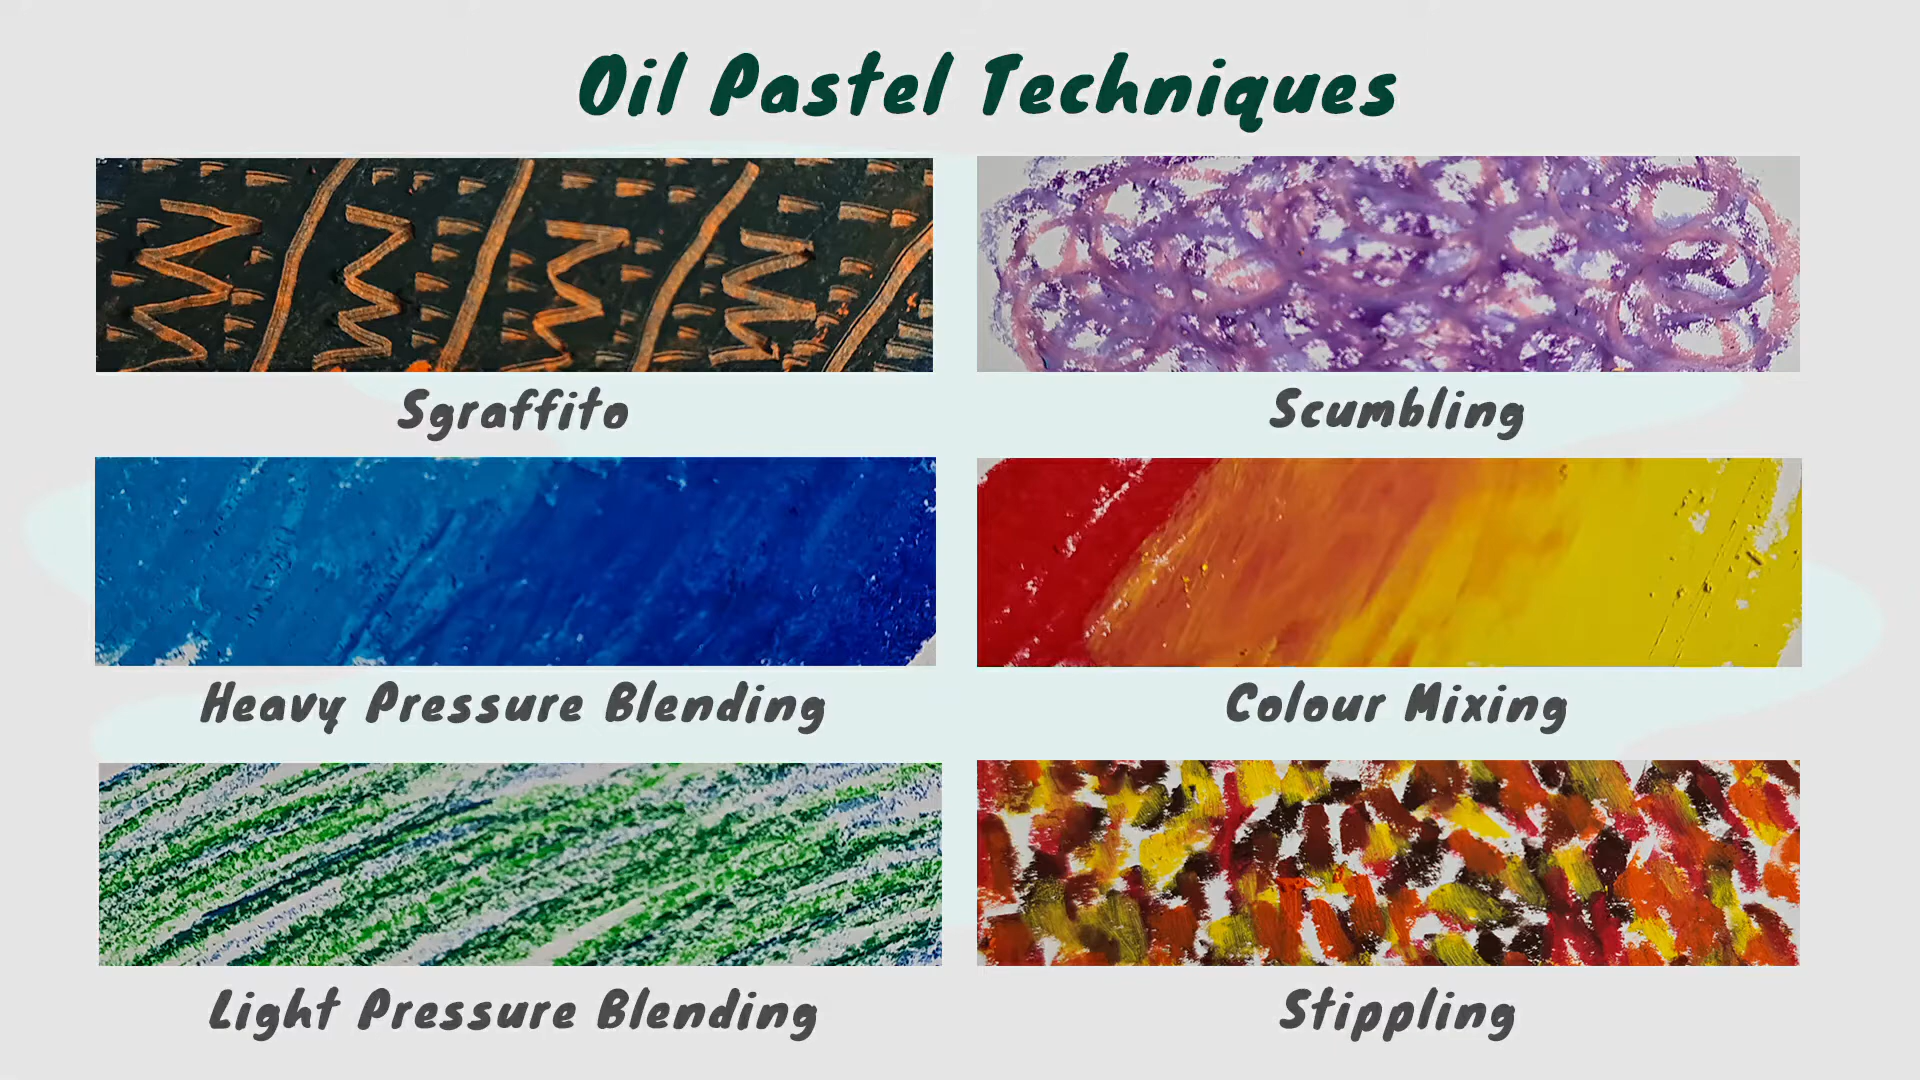 Oil Pastel Techniques
Sgraffito
Scumbling
Heavy Pressure Blending
Colour Mixing
Light Pressure Blending
Stippling